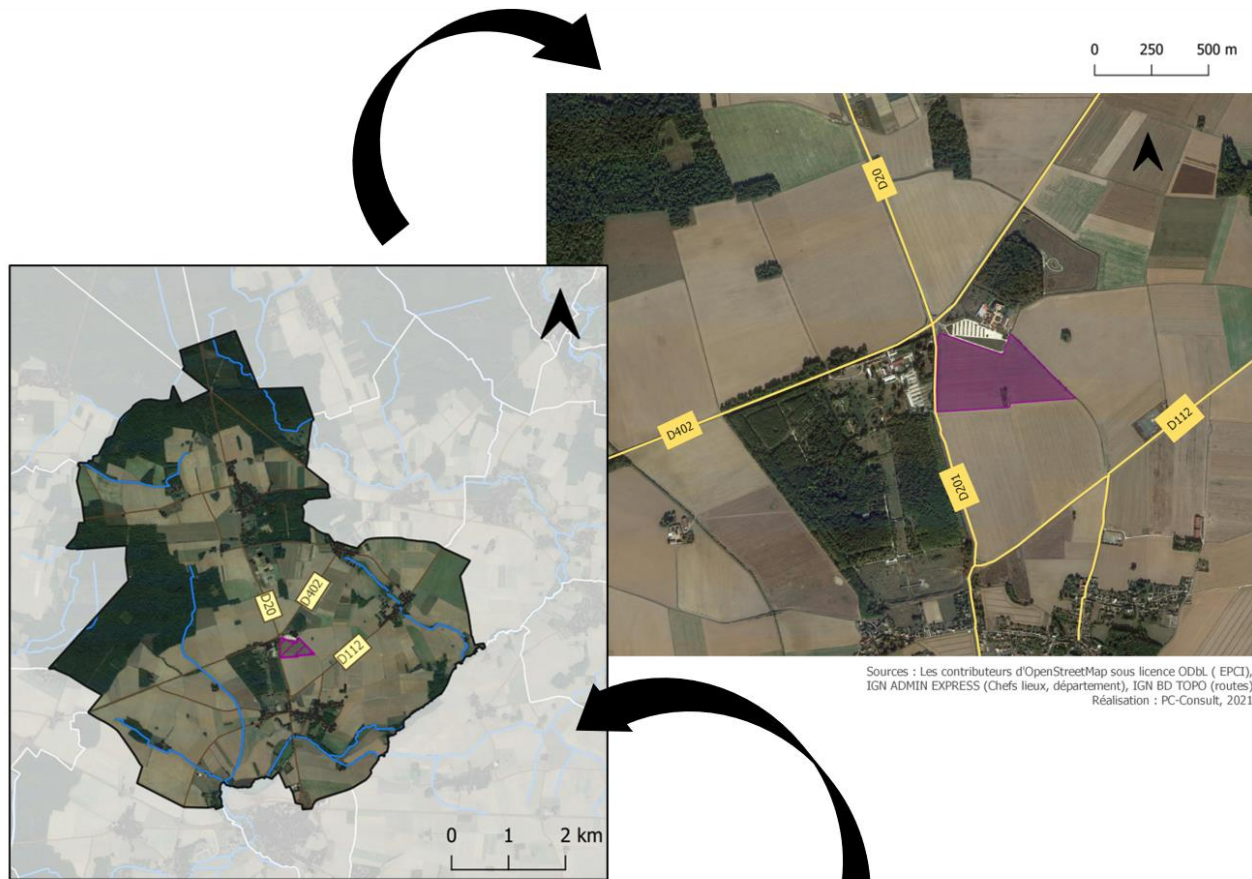 0 250 500 m
D20
D402
D112
D201
Sources : Les contributeurs d'OpenStreetMap sous licence ODbL ( EPCI),
IGN ADMIN EXPRESS (Chefs lieux, département), IGN BD TOPO (routes)
Réalisation : PC-Consult, 2021
D20
D402
D112
0 1 2 km